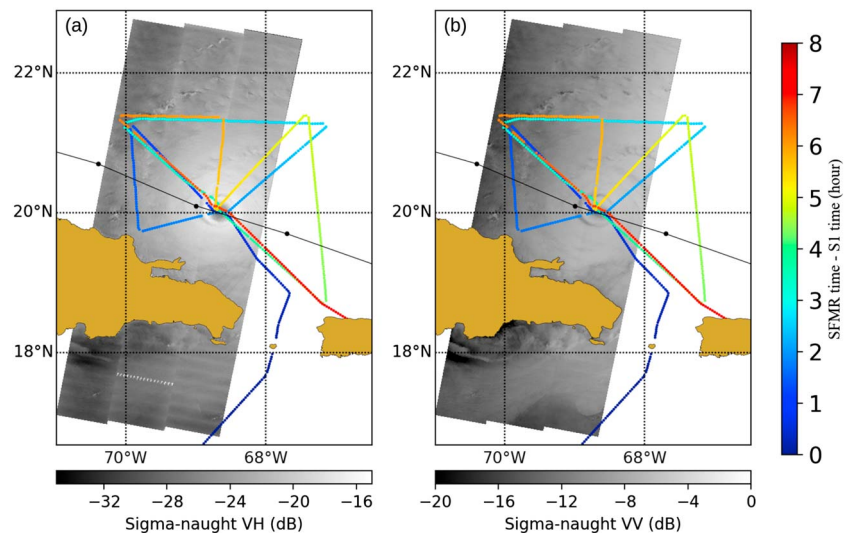 (a)
(b)
22°N
22°N
20°N
20°N
18°N
18°N
70°W
68°W
70°W
68°W
−32
−28
−24
−20
−16
Sigma-naught VH (dB)
−20
−16
−12
−8
−4
0
Sigma-naught VV (dB)
8
7
6
5
4
3
2
1
0
SFMR time - S1 time (hour)